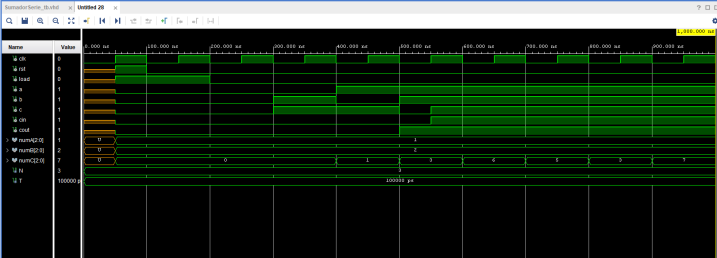 SumadorSerie_tb.vhd × Untitled 28 ×
1,000.000 ns
Name Value 0.000 ns 100.000 ns 200.000 ns 300.000 ns 400.000 ns 500.000 ns 600.000 ns 700.000 ns 800.000 ns 900.000 ns
clk 0
rst 0
load 0
a 1
b 1
c 1
cin 1
cout 1
numA[2:0] 1 U 1
numB[2:0] 2 U 2
numC[2:0] 7 U 0 1 3 6 5 3 7
N 3 3
T 100000 p 100000 ps